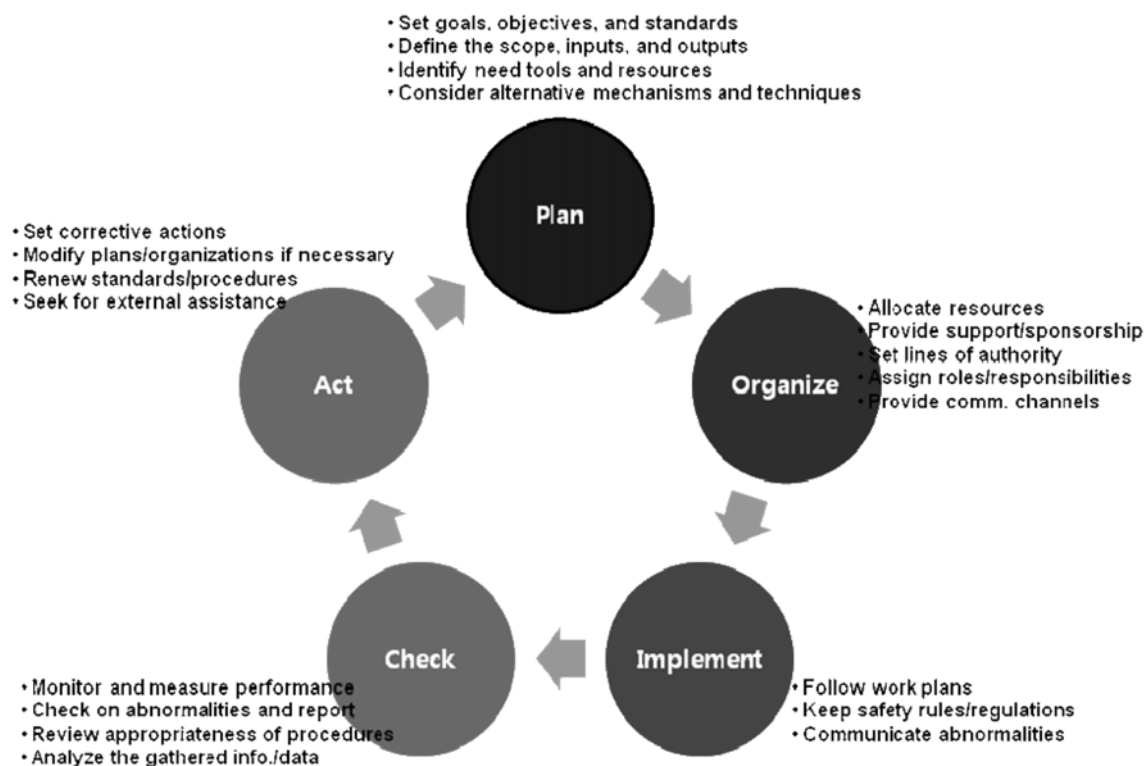 • Set goals, objectives, and standards
• Define the scope, inputs, and outputs
• Identify need tools and resources
• Consider alternative mechanisms and techniques
Plan
• Allocate resources
• Provide support/sponsorship
• Set lines of authority
• Assign roles/responsibilities
• Provide comm. channels
Organize
Implement
• Follow work plans
• Keep safety rules/regulations
• Communicate abnormalities
Check
• Monitor and measure performance
• Check on abnormalities and report
• Review appropriateness of procedures
• Analyze the gathered info./data
• Set corrective actions
• Modify plans/organizations if necessary
• Renew standards/procedures
• Seek for external assistance
Act